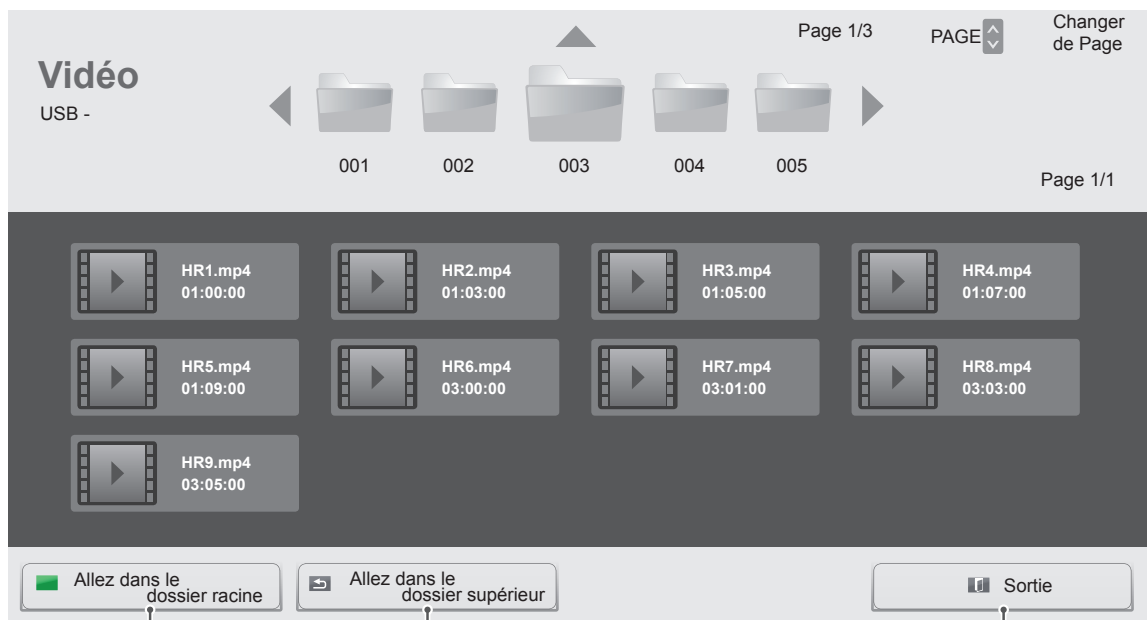 Page 1/3
PAGE
Changer
de Page
Vidéo
USB -
001 002 003 004 005
Page 1/1
HR1.mp4
01:00:00
HR2.mp4
01:03:00
HR3.mp4
01:05:00
HR4.mp4
01:07:00
HR5.mp4
01:09:00
HR6.mp4
03:00:00
HR7.mp4
03:01:00
HR8.mp4
03:03:00
HR9.mp4
03:05:00
Allez dans le
dossier racine
Allez dans le
dossier supérieur
Sortie